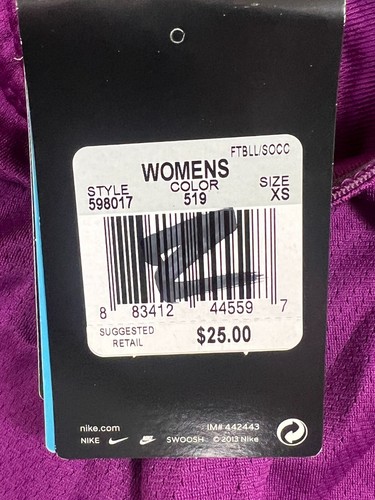 FTBLL/SOCC
WOMENS
STYLE COLOR SIZE
598017 519 XS
8 83412 44559 7
SUGGESTED
RETAIL $25.00
nike.com IM# 442443
NIKE SWOOSH © 2013 Nike